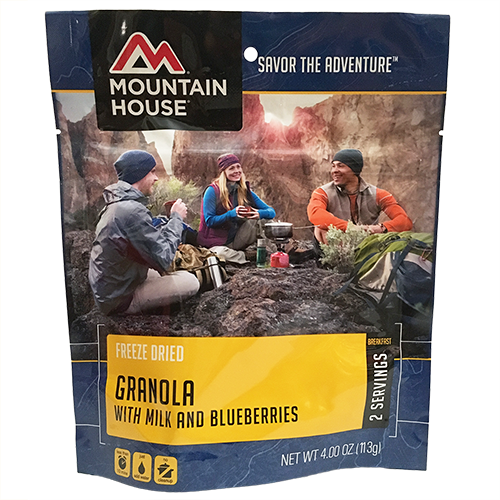 MOUNTAIN
HOUSE®
SAVOR THE ADVENTURE™
FREEZE DRIED
GRANOLA
WITH MILK AND BLUEBERRIES
BREAKFAST
2 SERVINGS
NET WT 4.00 OZ (113g)